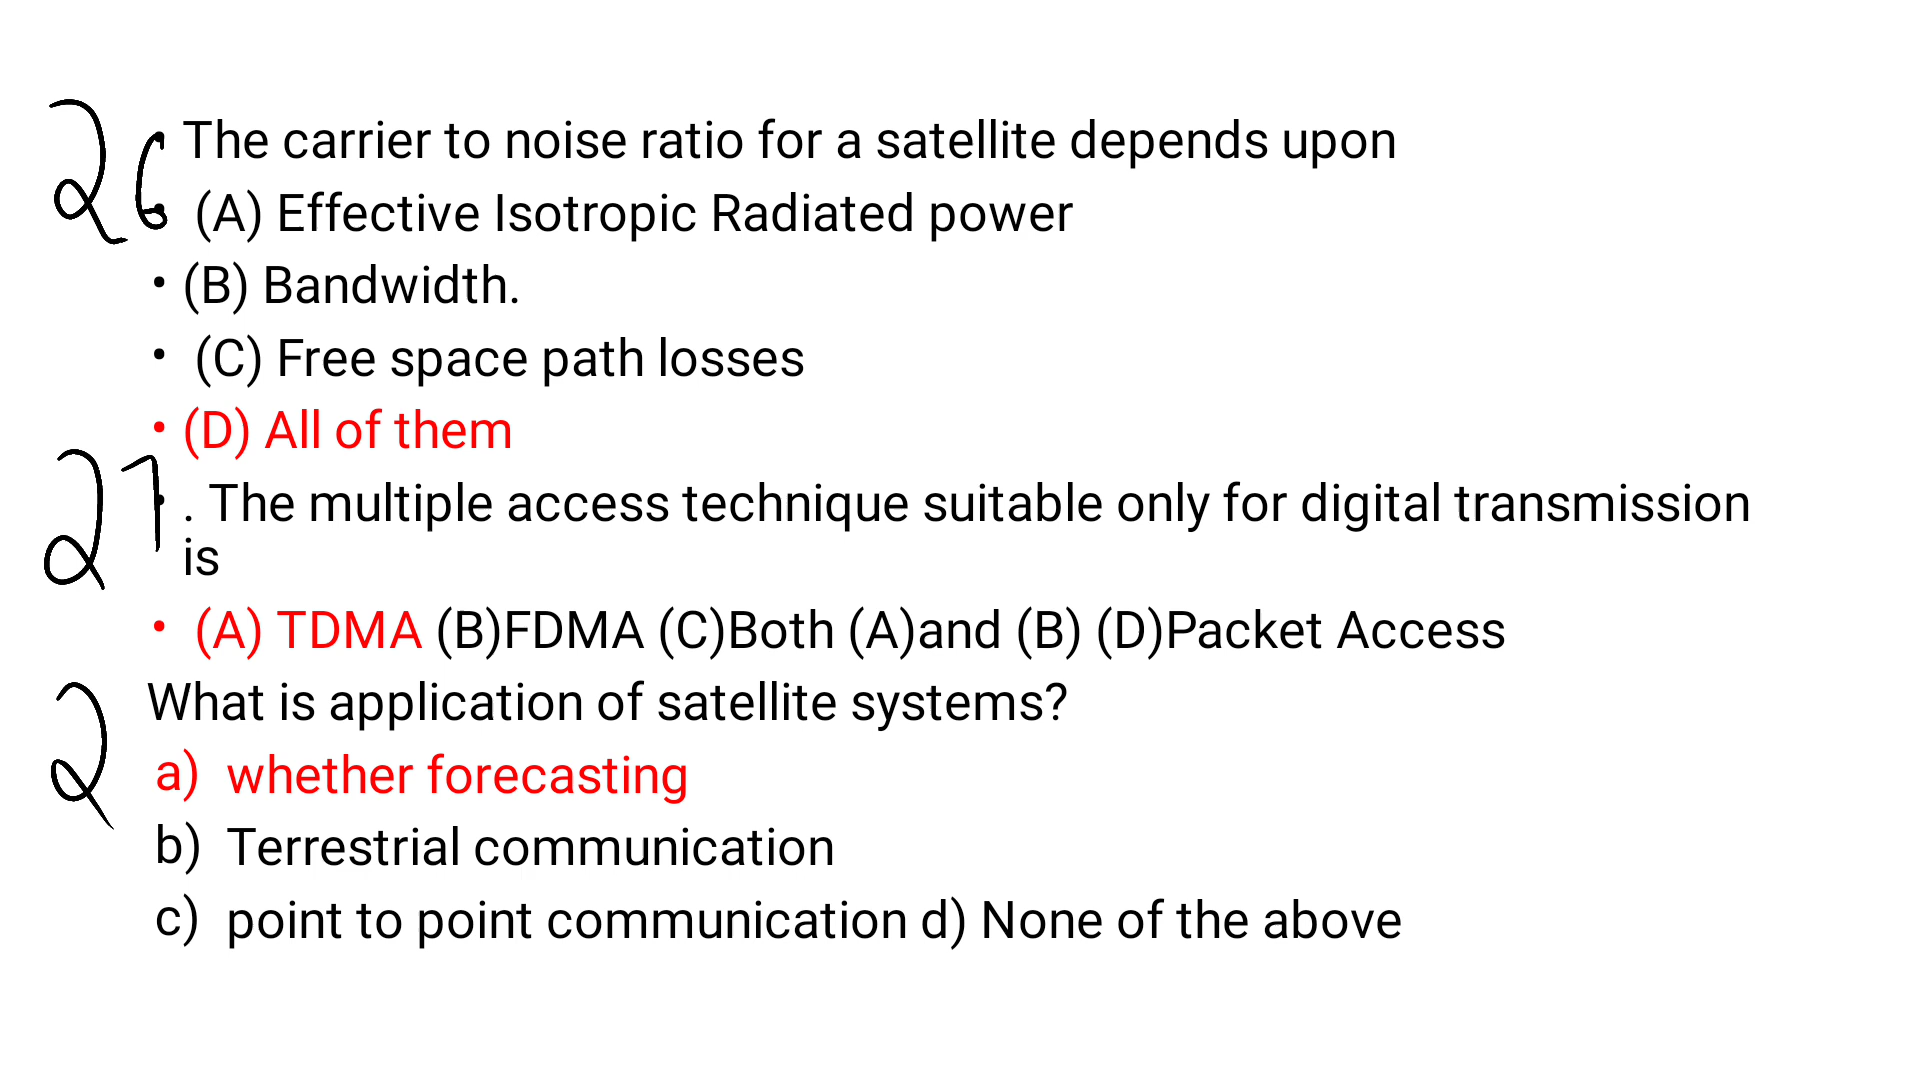 26 The carrier to noise ratio for a satellite depends upon
• (A) Effective Isotropic Radiated power
• (B) Bandwidth.
• (C) Free space path losses
• (D) All of them
27 • . The multiple access technique suitable only for digital transmission
is
• (A) TDMA (B)FDMA (C)Both (A)and (B) (D)Packet Access
2 What is application of satellite systems?
a) whether forecasting
b) Terrestrial communication
c) point to point communication d) None of the above